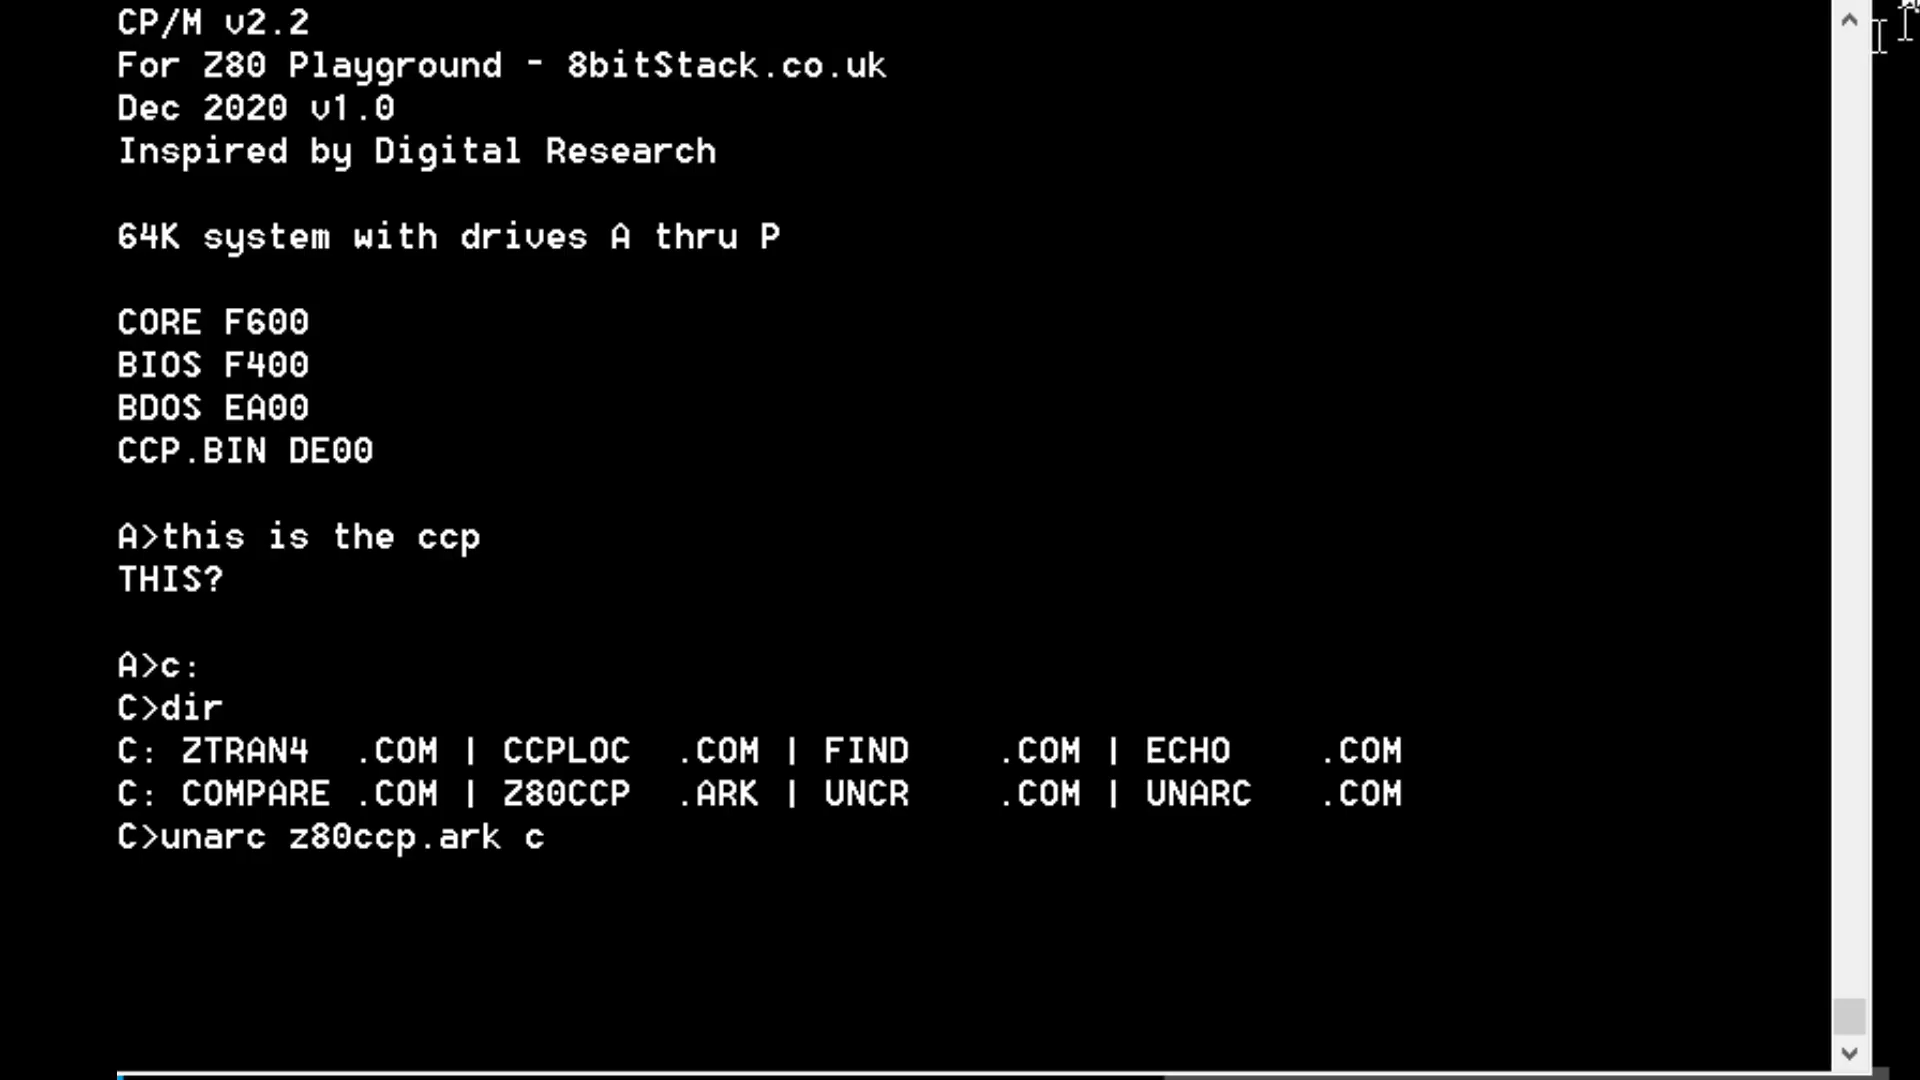 CP/M v2.2
For Z80 Playground - 8bitStack.co.uk
Dec 2020 v1.0
Inspired by Digital Research
64K system with drives A thru P
CORE F600
BIOS F400
BDOS EA00
CCP.BIN DE00
A>this is the ccp
THIS?
A>c:
C>dir
C: ZTRAN4  .COM | CCPLOC  .COM | FIND    .COM | ECHO    .COM
C: COMPARE .COM | Z80CCP  .ARK | UNCR    .COM | UNARC   .COM
C>unarc z80ccp.ark c